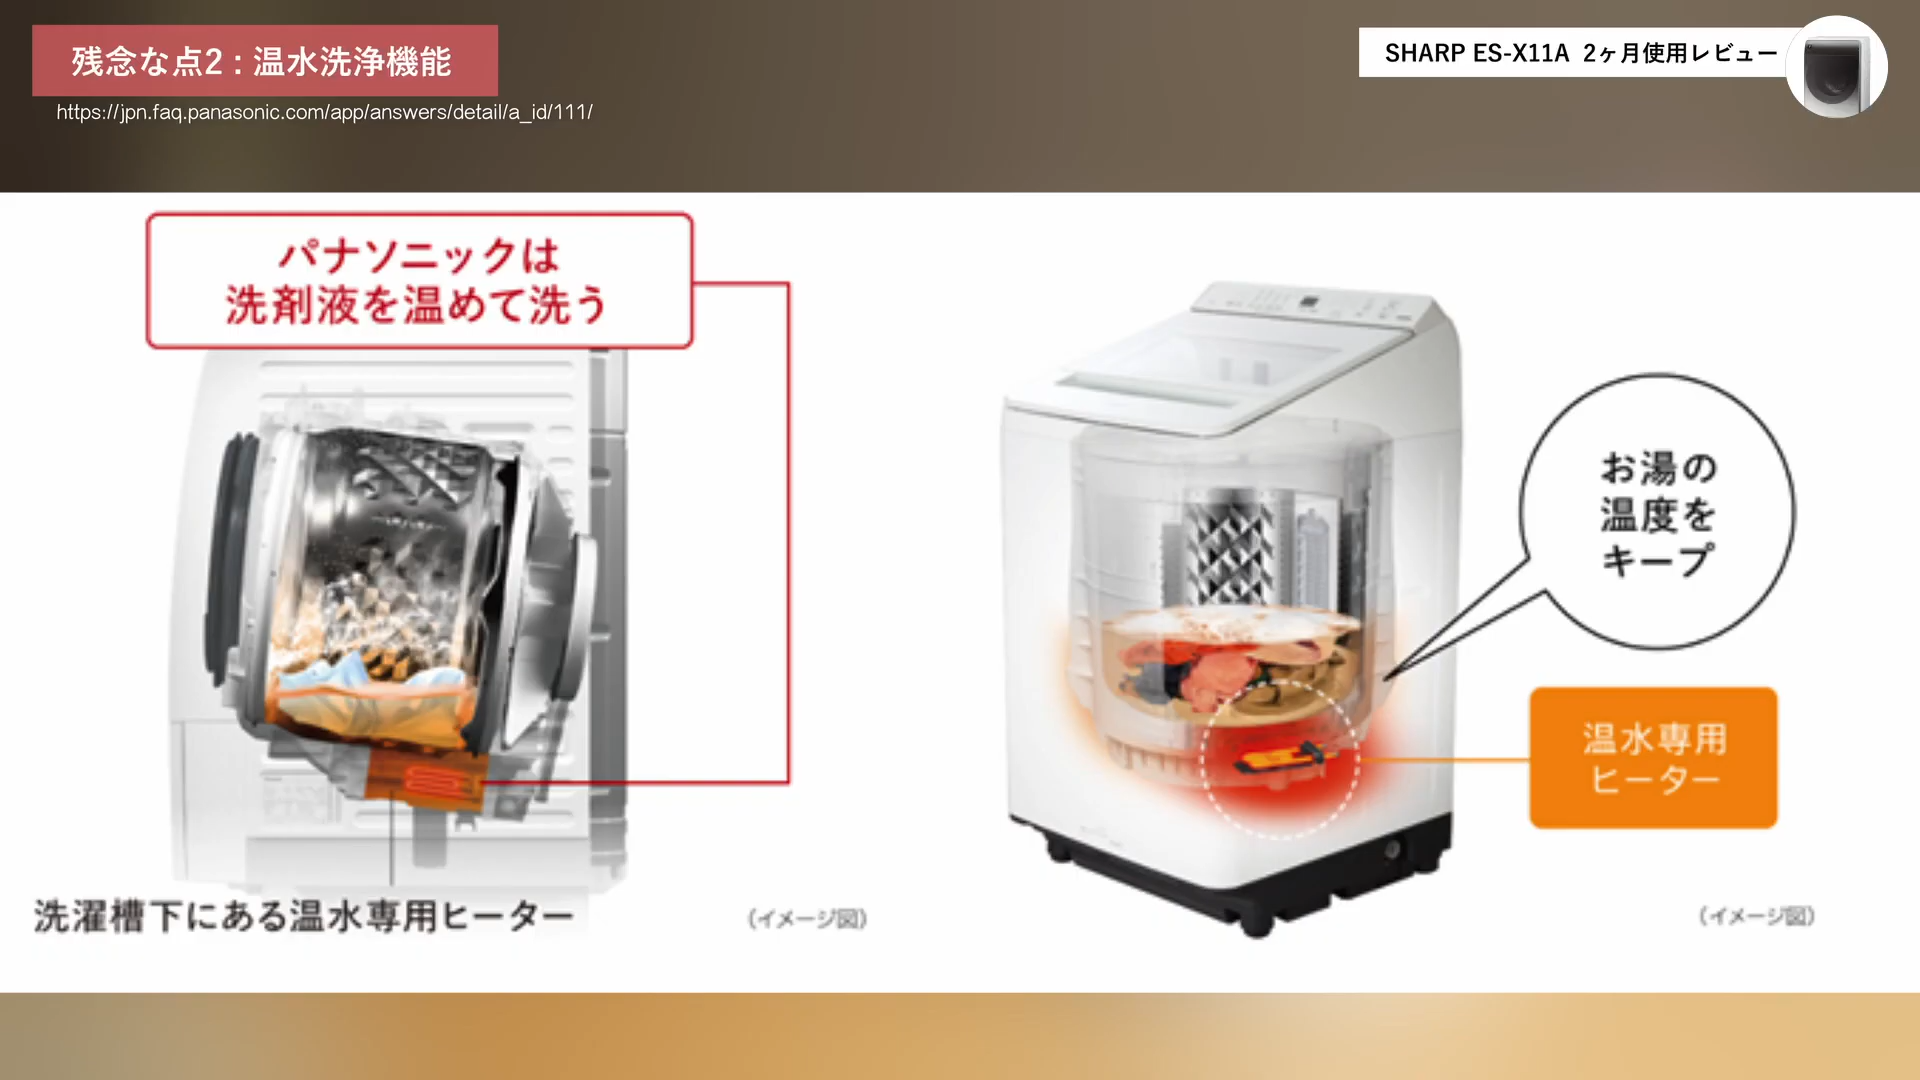 残念な点2：温水洗浄機能
https://jpn.faq.panasonic.com/app/answers/detail/a_id/111/
SHARP ES-X11A 2ヶ月使用レビュー
パナソニックは
洗剤液を温めて洗う
洗濯槽下にある温水専用ヒーター
（イメージ図）
お湯の
温度を
キープ
温水専用
ヒーター
（イメージ図）